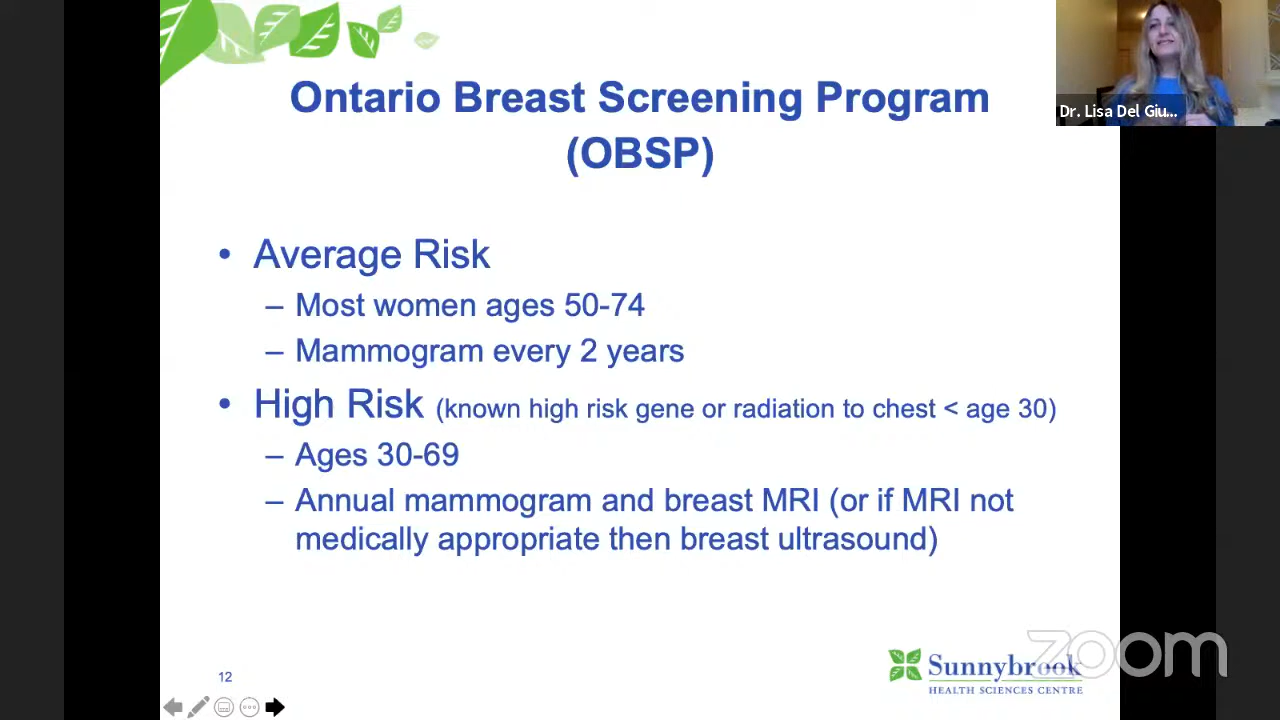 Ontario Breast Screening Program
(OBSP)
Dr. Lisa Del Giu...
• Average Risk
– Most women ages 50-74
– Mammogram every 2 years
• High Risk (known high risk gene or radiation to chest < age 30)
– Ages 30-69
– Annual mammogram and breast MRI (or if MRI not
medically appropriate then breast ultrasound)
12
Sunnybrook
HEALTH SCIENCES CENTRE
zoom